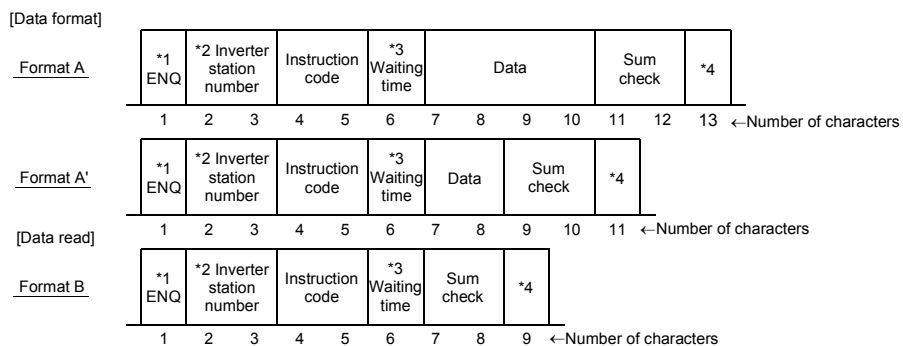 [Data format]
Format A
*1 ENQ
*2 Inverter station number
Instruction code
*3 Waiting time
Data
Sum check
*4
1 2 3 4 5 6 7 8 9 10 11 12 13 ←Number of characters
Format A'
*1 ENQ
*2 Inverter station number
Instruction code
*3 Waiting time
Data
Sum check
*4
1 2 3 4 5 6 7 8 9 10 11 ←Number of characters
[Data read]
Format B
*1 ENQ
*2 Inverter station number
Instruction code
*3 Waiting time
Sum check
*4
1 2 3 4 5 6 7 8 9 ←Number of characters